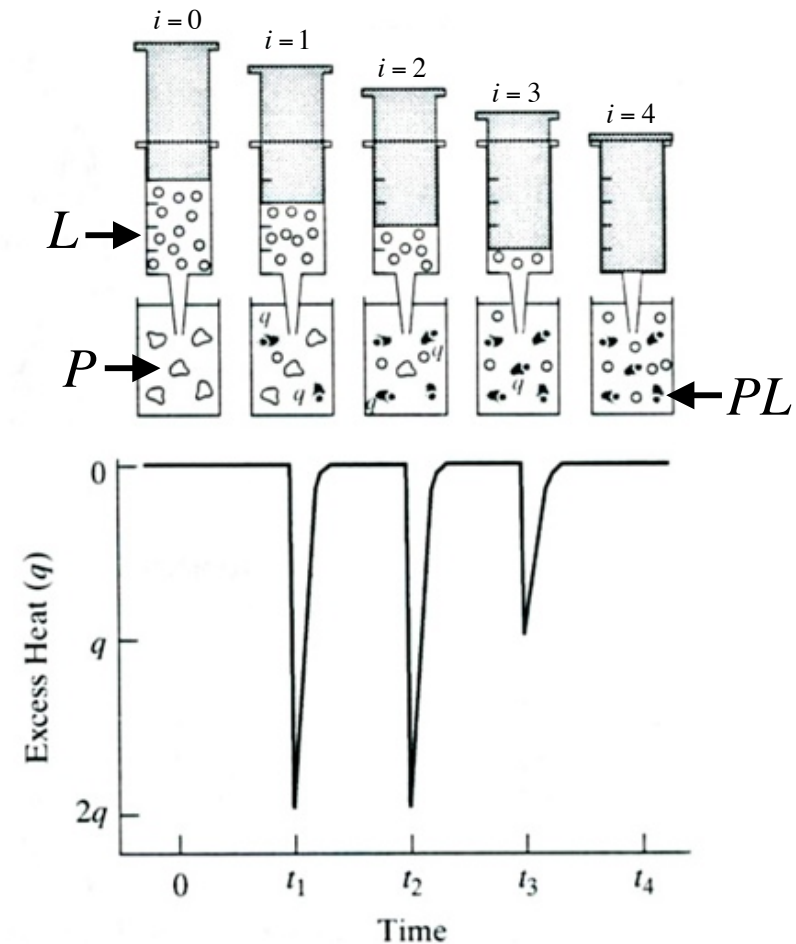 i = 0
i = 1
i = 2
i = 3
i = 4
L
P
q
q
q
q
q
PL
0
q
2q
Excess Heat (q)
0
t₁
t₂
t₃
t₄
Time